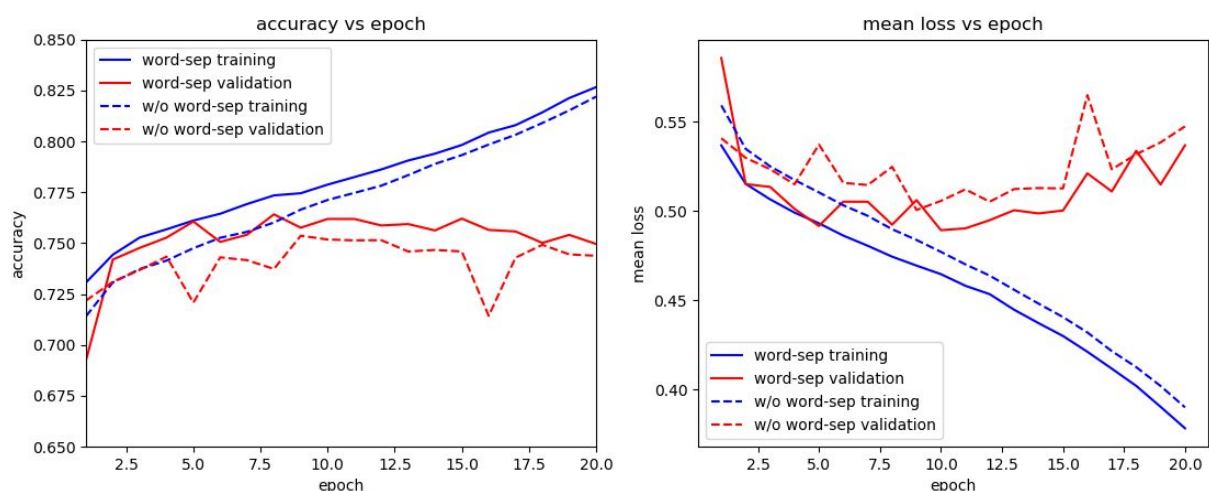 accuracy vs epoch
0.850
0.825
0.800
0.775
0.750
0.725
0.700
0.675
0.650
accuracy
word-sep training
word-sep validation
w/o word-sep training
w/o word-sep validation
2.5 5.0 7.5 10.0 12.5 15.0 17.5 20.0
epoch
mean loss vs epoch
0.55
0.50
0.45
0.40
mean loss
word-sep training
word-sep validation
w/o word-sep training
w/o word-sep validation
2.5 5.0 7.5 10.0 12.5 15.0 17.5 20.0
epoch